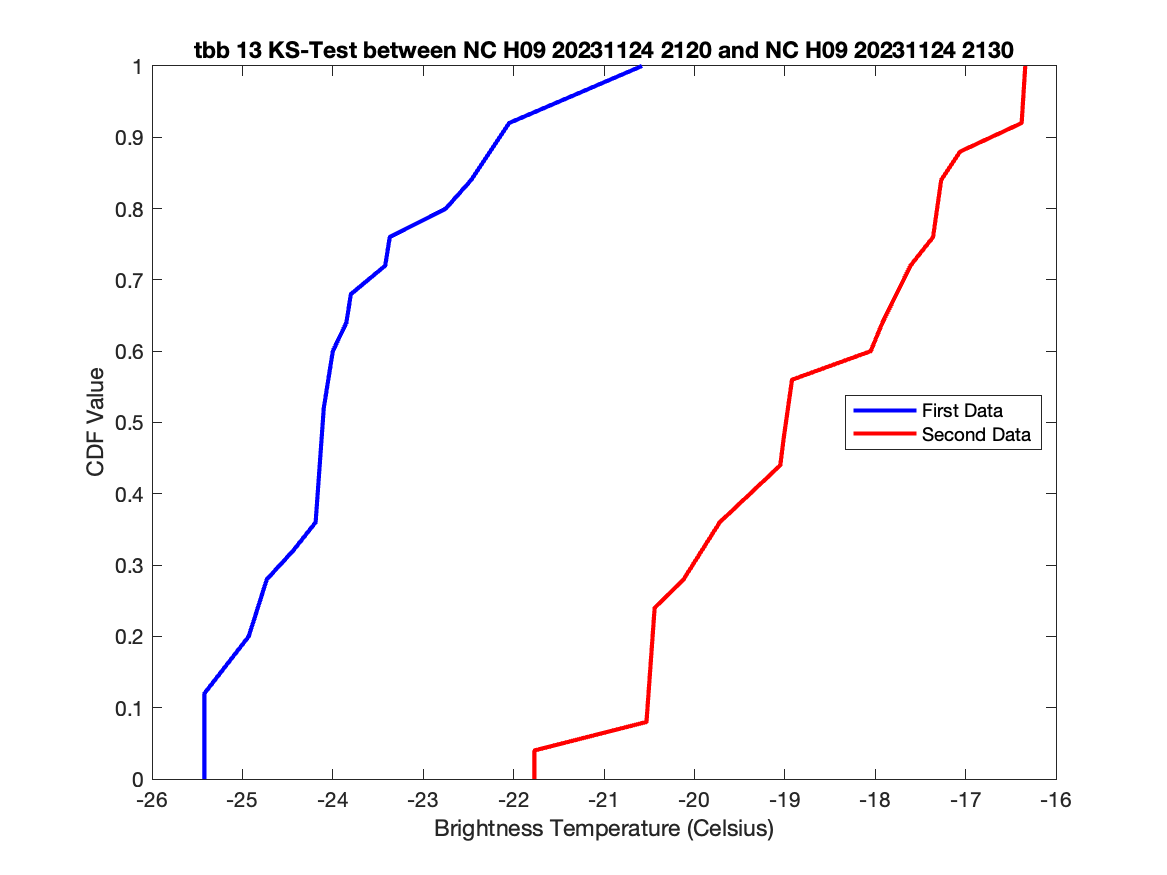 tbb 13 KS-Test between NC H09 20231124 2120 and NC H09 20231124 2130
1
0.9
0.8
0.7
0.6
0.5
0.4
0.3
0.2
0.1
0
CDF Value
First Data
Second Data
-26 -25 -24 -23 -22 -21 -20 -19 -18 -17 -16
Brightness Temperature (Celsius)